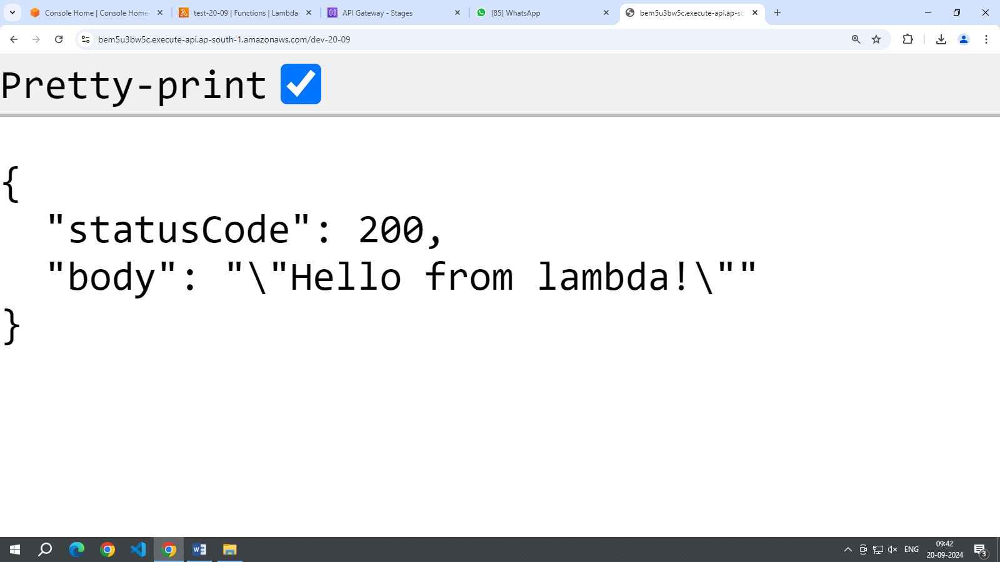 Console Home | Console Home
test-20-09 | Functions | Lambda
API Gateway - Stages
(85) WhatsApp
bem5u3bw5c.execute-api.ap-so
bem5u3bw5c.execute-api.ap-south-1.amazonaws.com/dev-20-09
Pretty-print
{
"statusCode": 200,
"body": "\"Hello from lambda!\""
}
ENG
09:42
20-09-2024
3